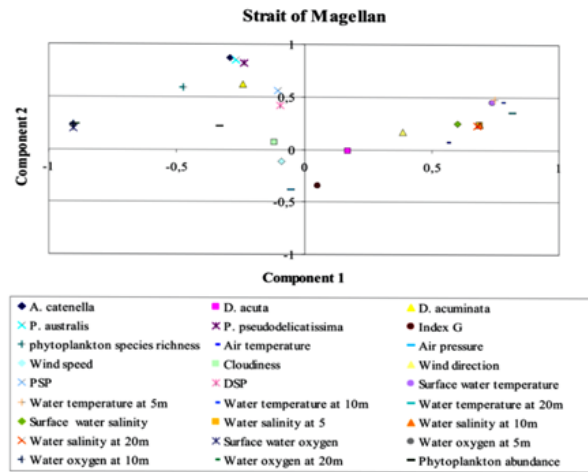 Strait of Magellan
Component 2
1
0,5
0
-0,5
-1
-1
-0,5
0
0,5
1
Component 1
A. catenella
D. acuta
D. acuminata
P. australis
P. pseudodelicatissima
Index G
phytoplankton species richness
Air temperature
Air pressure
Wind speed
Cloudiness
Wind direction
PSP
DSP
Surface water temperature
Water temperature at 5m
Water temperature at 10m
Water temperature at 20m
Surface water salinity
Water salinity at 5
Water salinity at 10m
Water salinity at 20m
Surface water oxygen
Water oxygen at 5m
Water oxygen at 10m
Water oxygen at 20m
Phytoplankton abundance